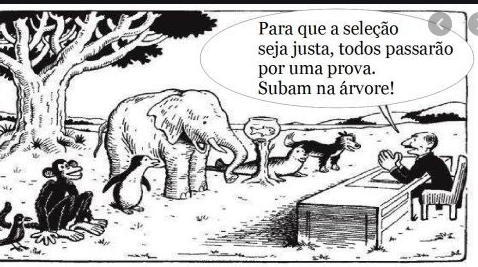 Para que a seleção
seja justa, todos passarão
por uma prova.
Subam na árvore!